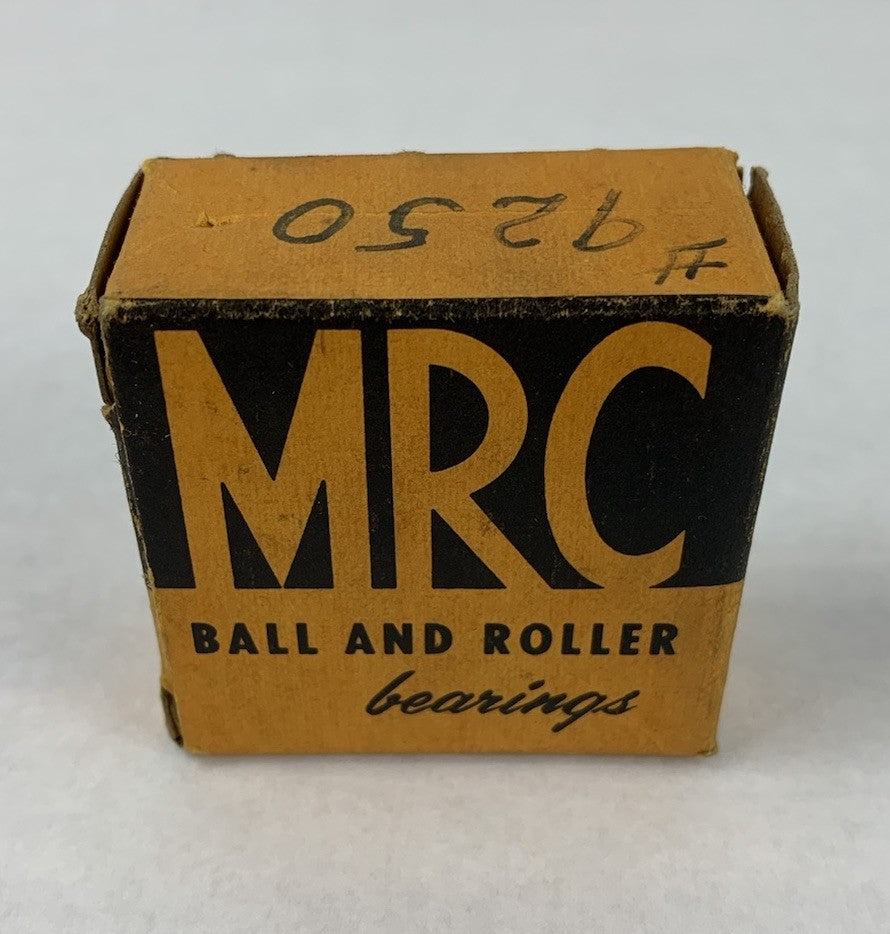 # 9250
MRC
BALL AND ROLLER
bearings